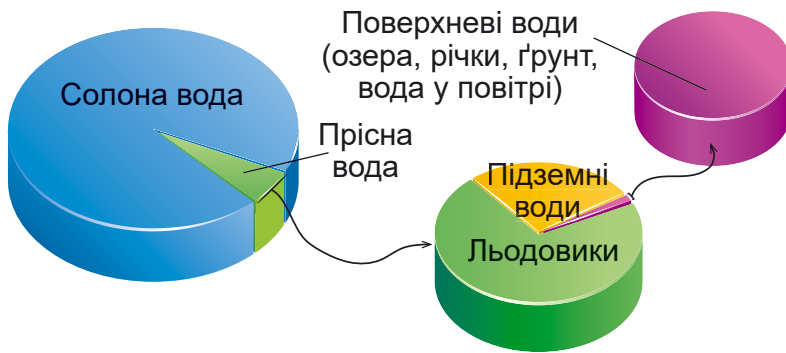 Солона вода
Прісна
вода
Поверхневі води
(озера, річки, ґрунт,
вода у повітрі)
Підземні
води
Льодовики